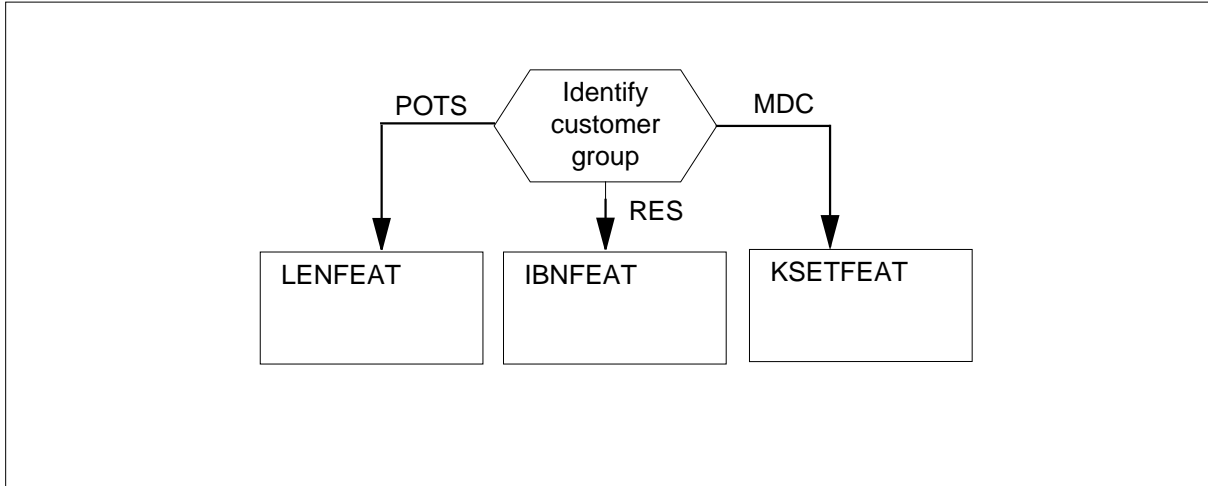 Identify
customer
group
POTS
MDC
RES
LENFEAT
IBNFEAT
KSETFEAT